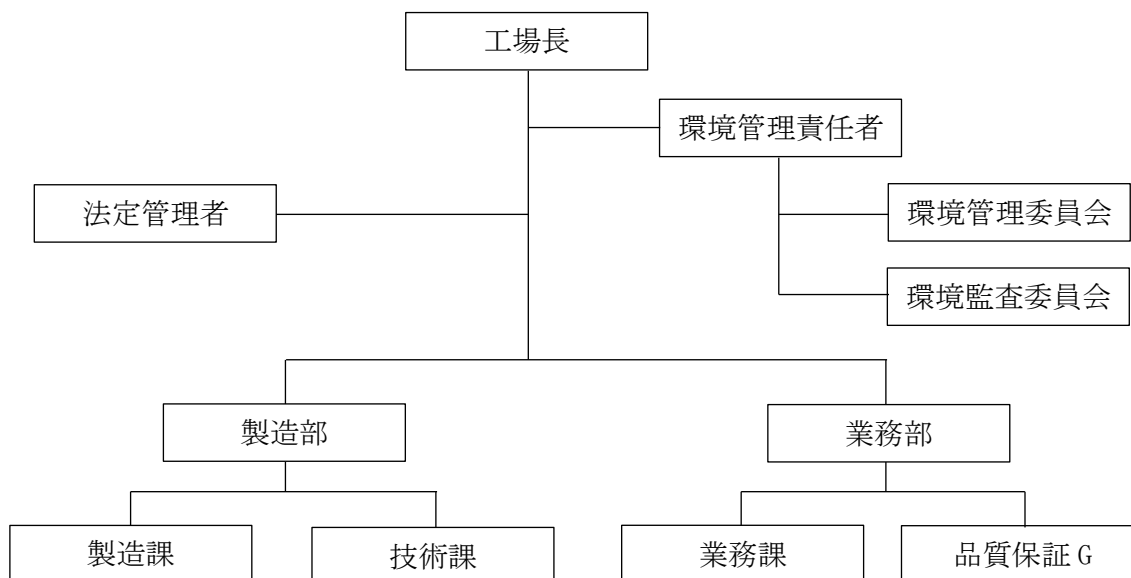 工場長
環境管理責任者
法定管理者
環境管理委員会
環境監査委員会
製造部
業務部
製造課
技術課
業務課
品質保証 G